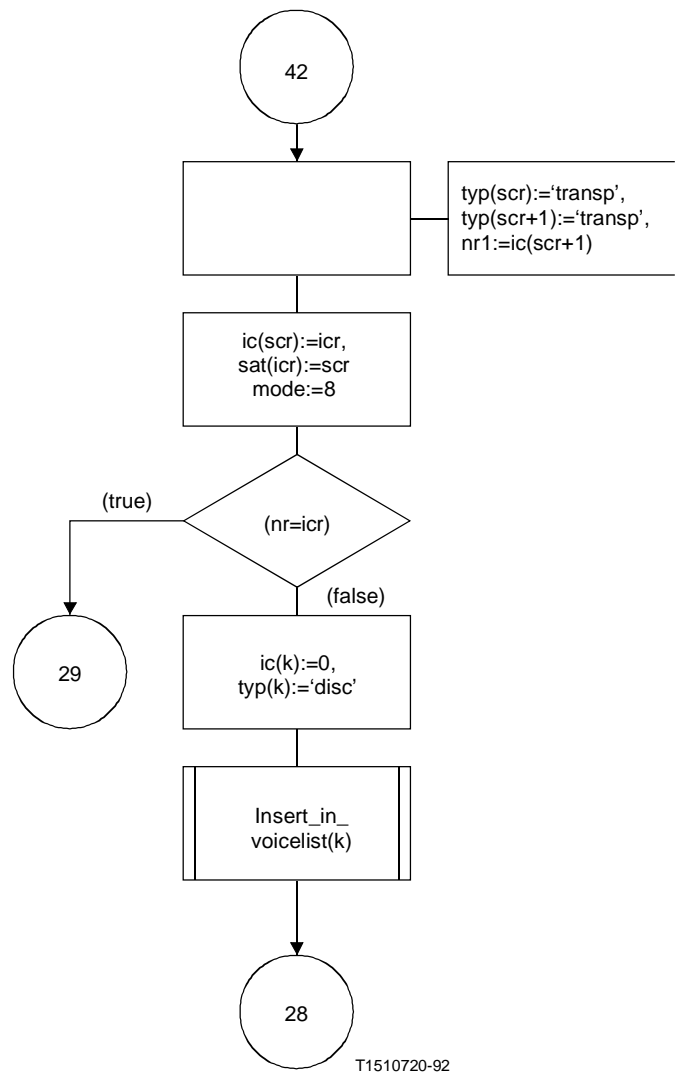 42
typ(scr):=‘transp’,
typ(scr+1):=‘transp’,
nr1:=ic(scr+1)
ic(scr):=icr,
sat(icr):=scr
mode:=8
(true)
(nr=icr)
(false)
29
ic(k):=0,
typ(k):=‘disc’
Insert_in_
voicelist(k)
28
T1510720-92